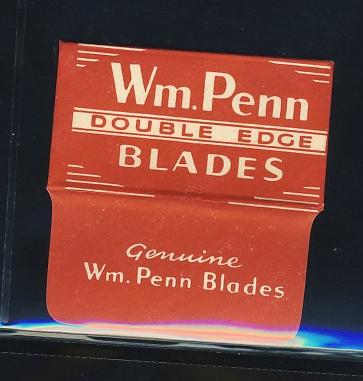 Wm. Penn
DOUBLE EDGE
BLADES
Genuine
Wm. Penn Blades